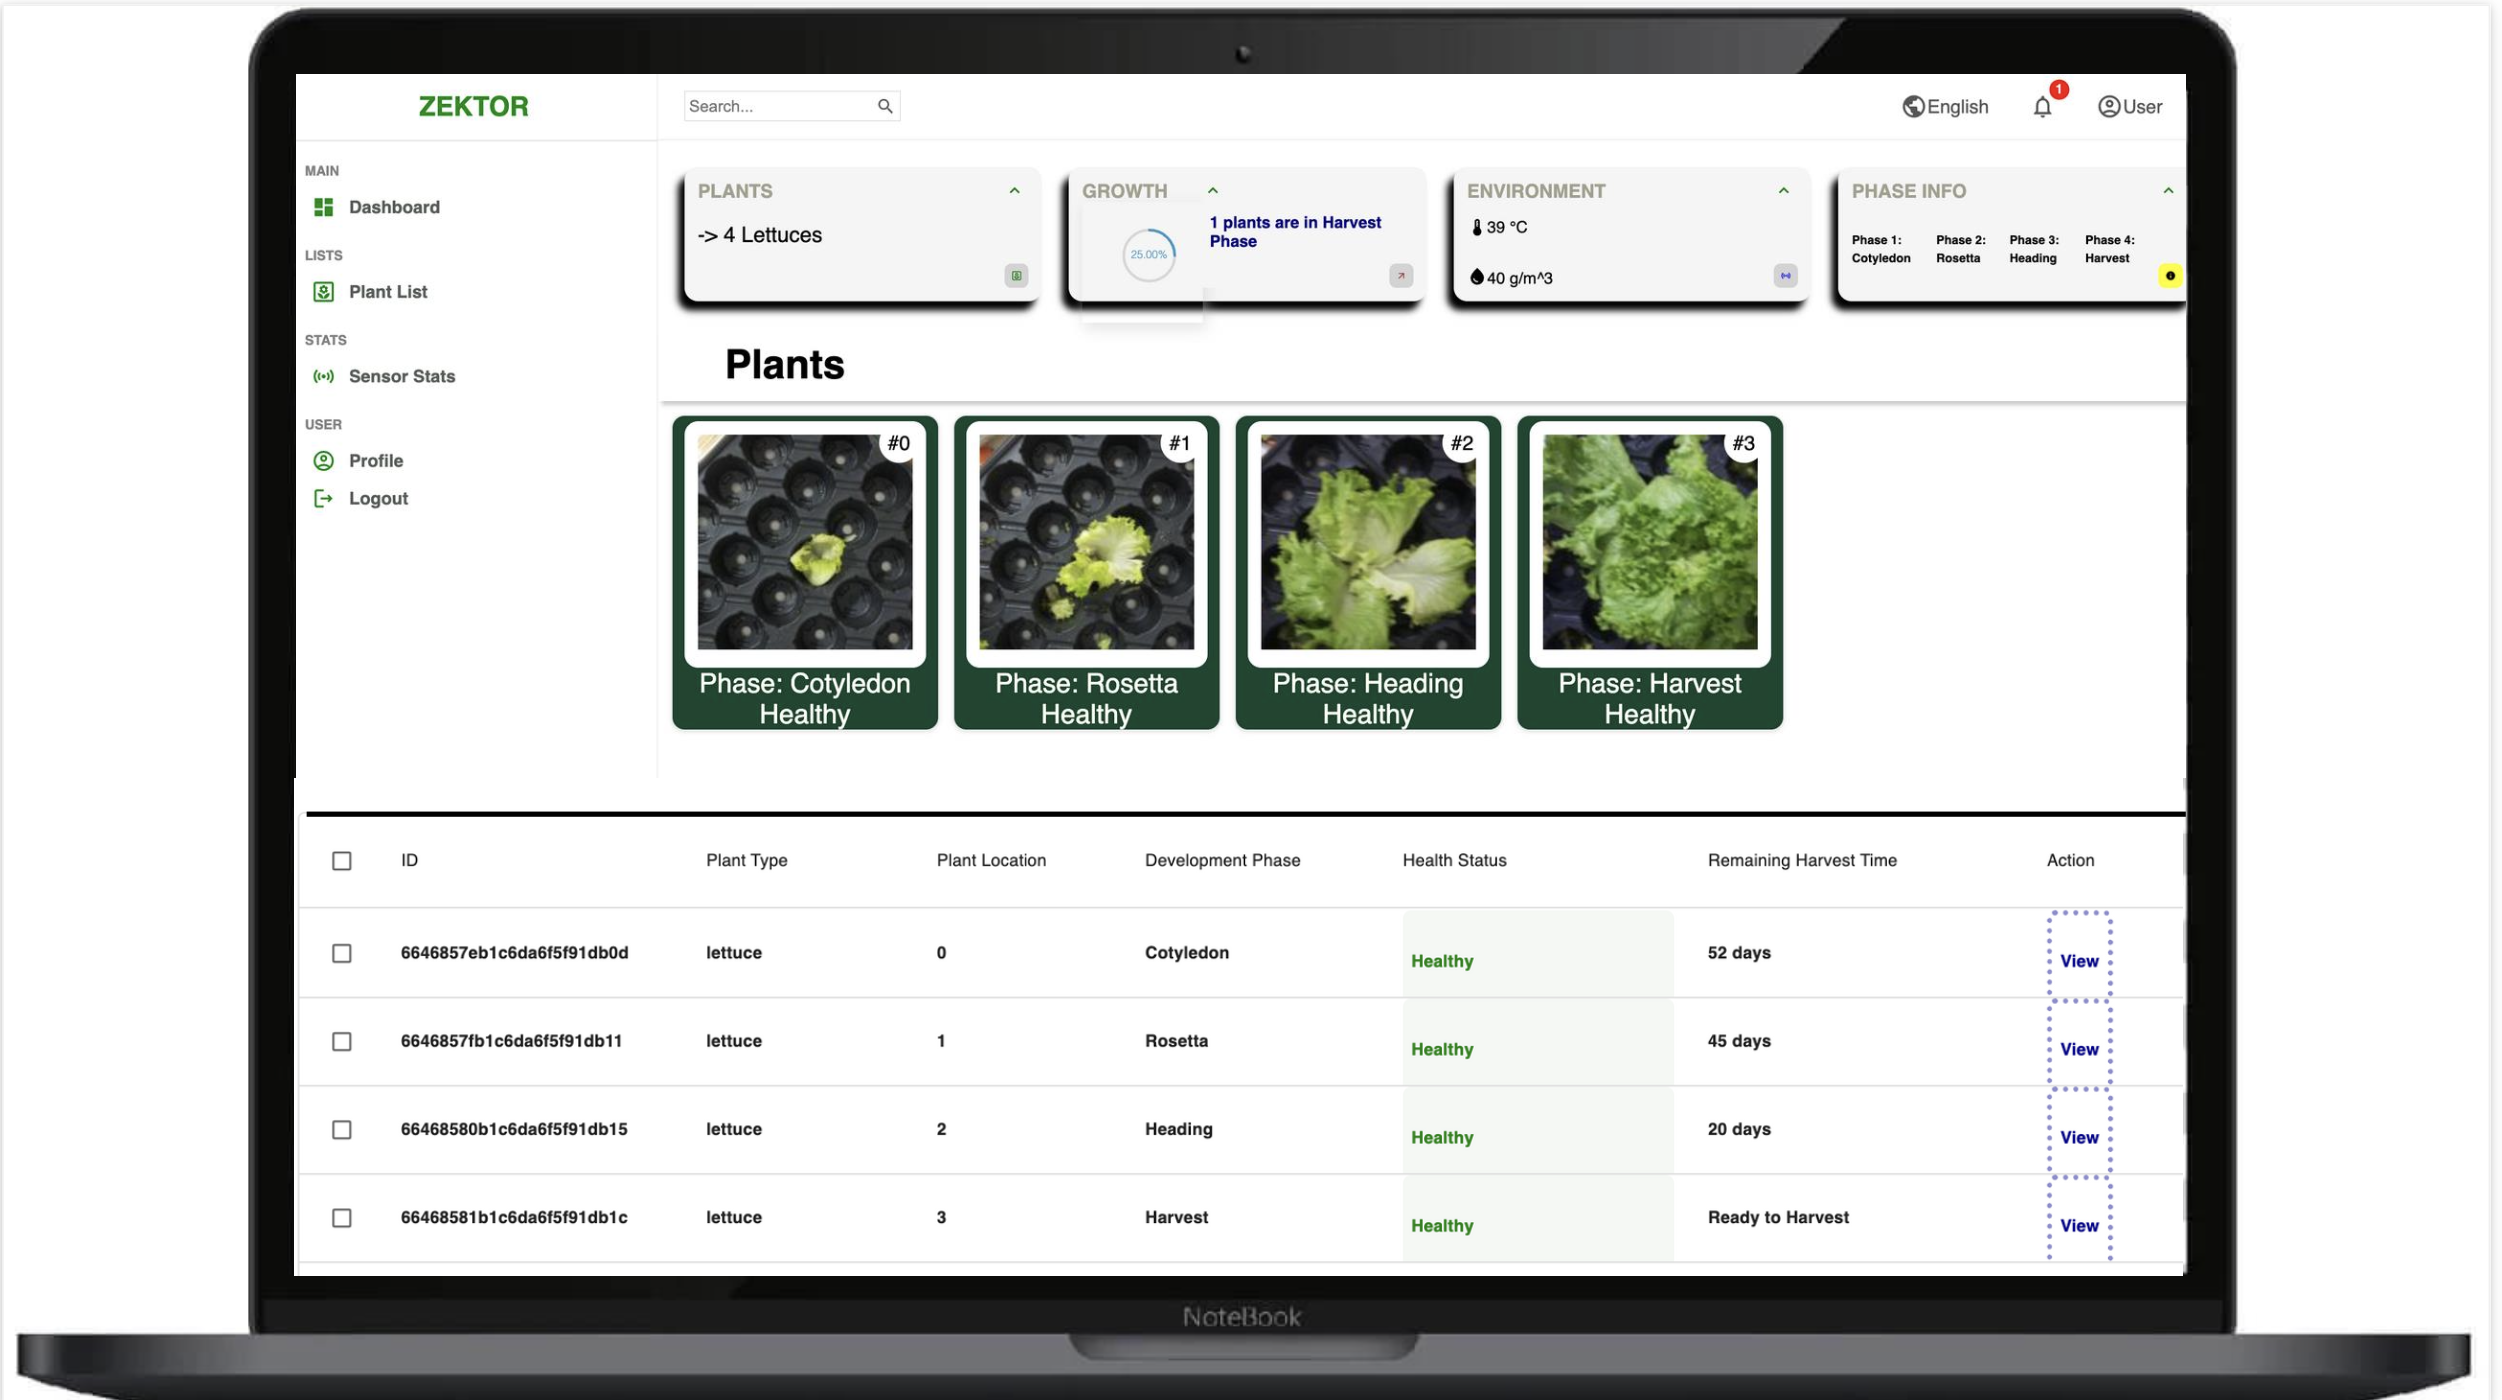 ZEKTOR
Search...
English
1
User
MAIN
Dashboard
LISTS
Plant List
STATS
Sensor Stats
USER
Profile
Logout
PLANTS
-> 4 Lettuces
GROWTH
25.00%
1 plants are in Harvest
Phase
ENVIRONMENT
39 °C
40 g/m^3
PHASE INFO
Phase 1: Phase 2: Phase 3: Phase 4:
Cotyledon Rosetta Heading Harvest
Plants
#0
Phase: Cotyledon
Healthy
#1
Phase: Rosetta
Healthy
#2
Phase: Heading
Healthy
#3
Phase: Harvest
Healthy
ID Plant Type Plant Location Development Phase Health Status Remaining Harvest Time Action
6646857eb1c6da6f5f91db0d lettuce 0 Cotyledon Healthy 52 days View
6646857fb1c6da6f5f91db11 lettuce 1 Rosetta Healthy 45 days View
66468580b1c6da6f5f91db15 lettuce 2 Heading Healthy 20 days View
66468581b1c6da6f5f91db1c lettuce 3 Harvest Healthy Ready to Harvest View
NoteBook